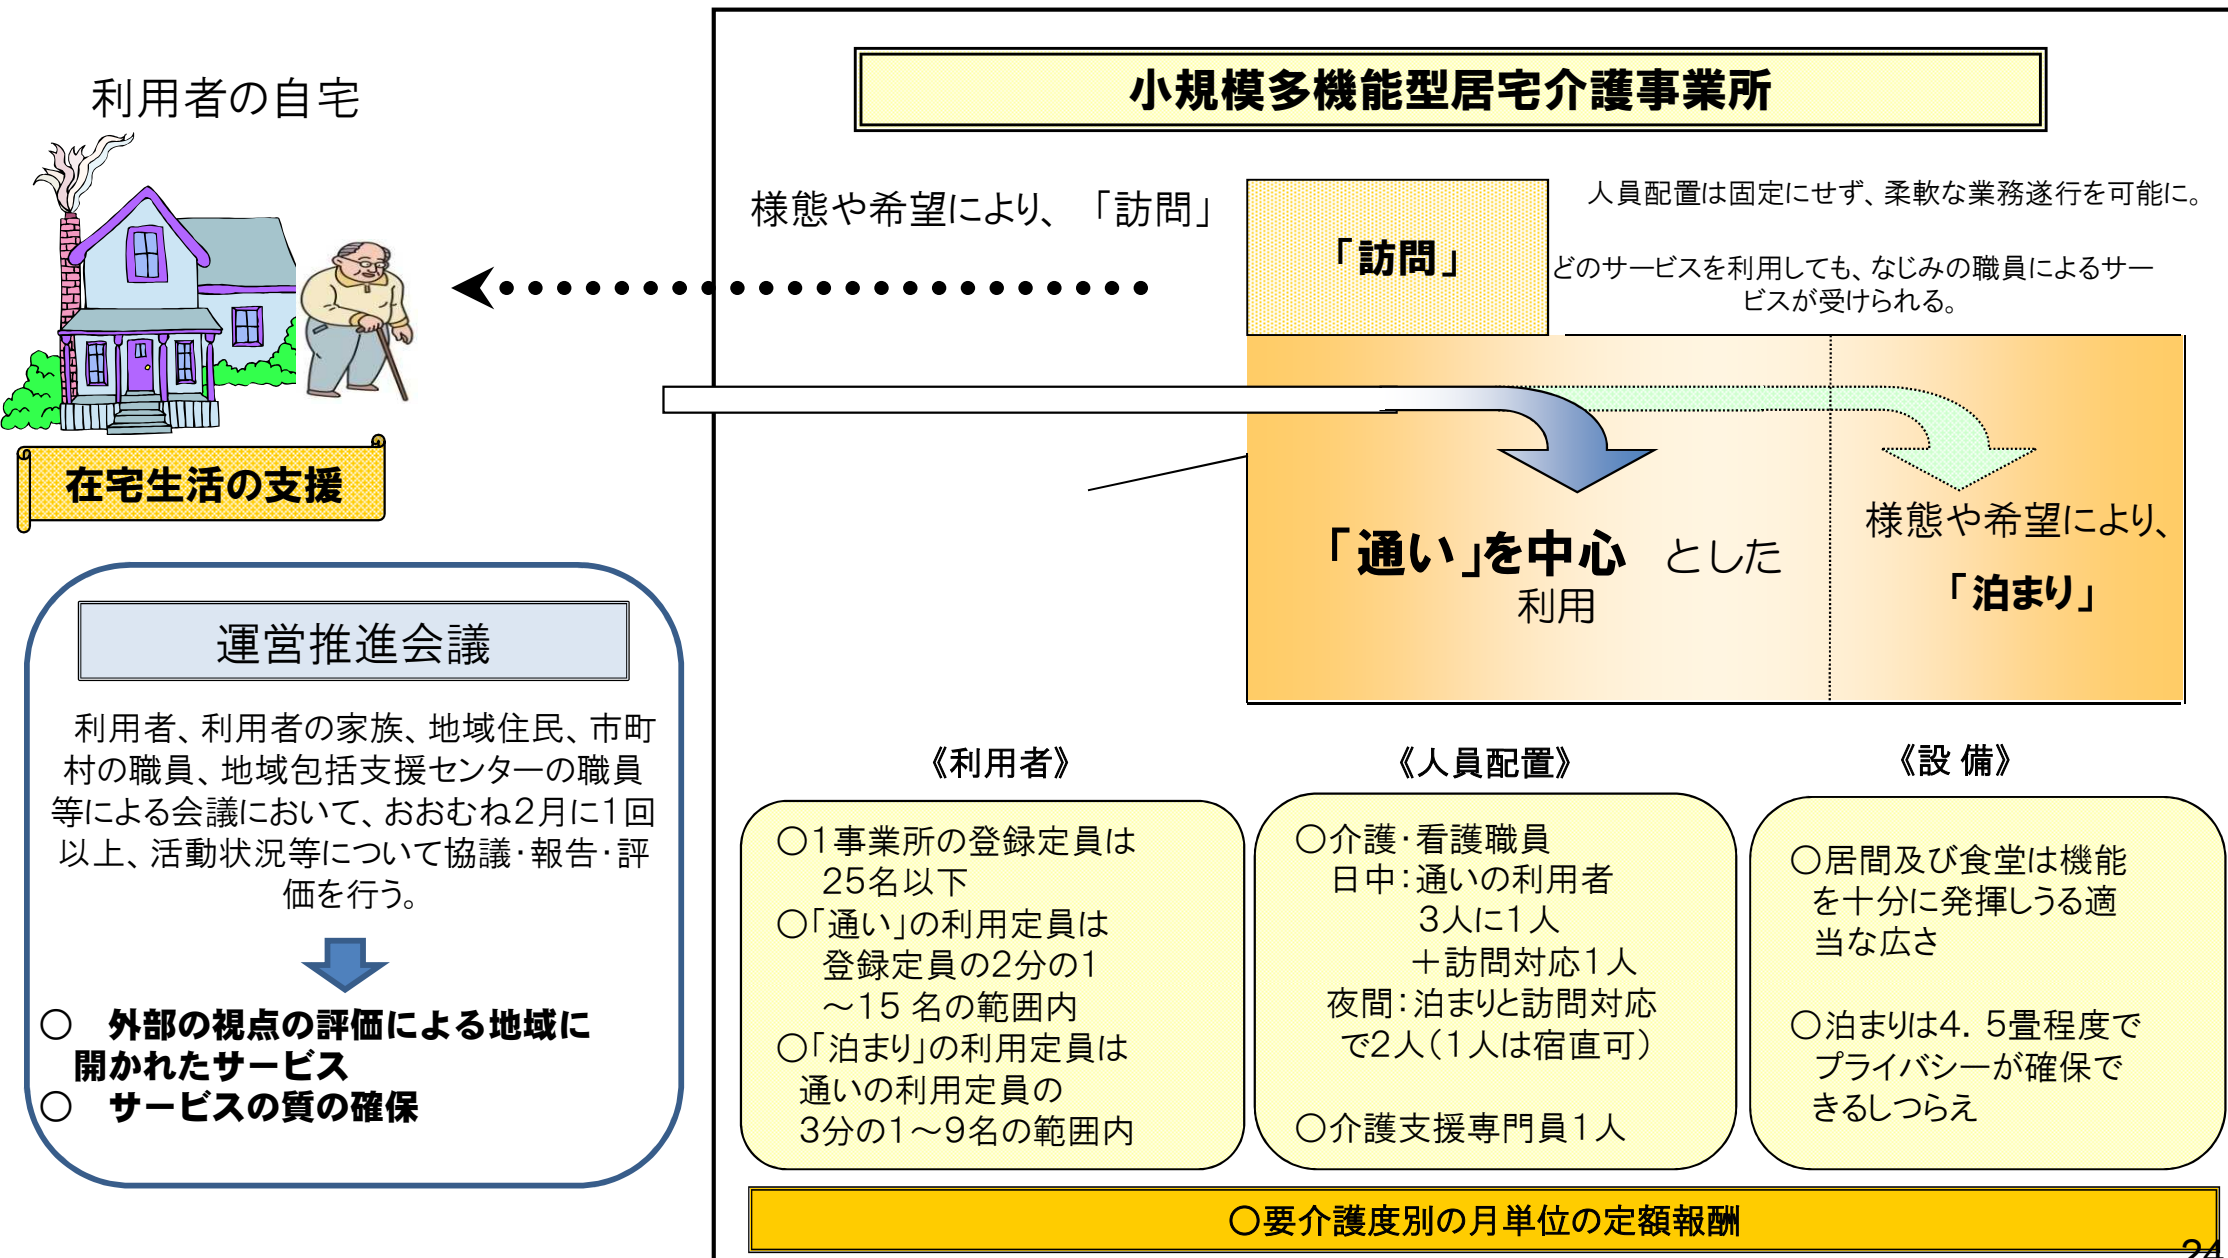 利用者の自宅
在宅生活の支援
運営推進会議
利用者、利用者の家族、地域住民、市町
村の職員、地域包括支援センターの職員
等による会議において、おおむね2月に1回
以上、活動状況等について協議・報告・評
価を行う。
○　外部の視点の評価による地域に
開かれたサービス
○　サービスの質の確保
小規模多機能型居宅介護事業所
様態や希望により、「訪問」
「訪問」
人員配置は固定にせず、柔軟な業務遂行を可能に。
どのサービスを利用しても、なじみの職員によるサー
ビスが受けられる。
「通い」を中心 とした
利用
様態や希望により、
「泊まり」
《利用者》
○1事業所の登録定員は
25名以下
○「通い」の利用定員は
登録定員の2分の1
～15 名の範囲内
○「泊まり」の利用定員は
通いの利用定員の
3分の1～9名の範囲内
《人員配置》
○介護・看護職員
日中：通いの利用者
3人に1人
＋訪問対応1人
夜間：泊まりと訪問対応
で2人（1人は宿直可）
○介護支援専門員1人
《設 備》
○居間及び食堂は機能
を十分に発揮しうる適
当な広さ
○泊まりは4．5畳程度で
プライバシーが確保で
きるしつらえ
○要介護度別の月単位の定額報酬